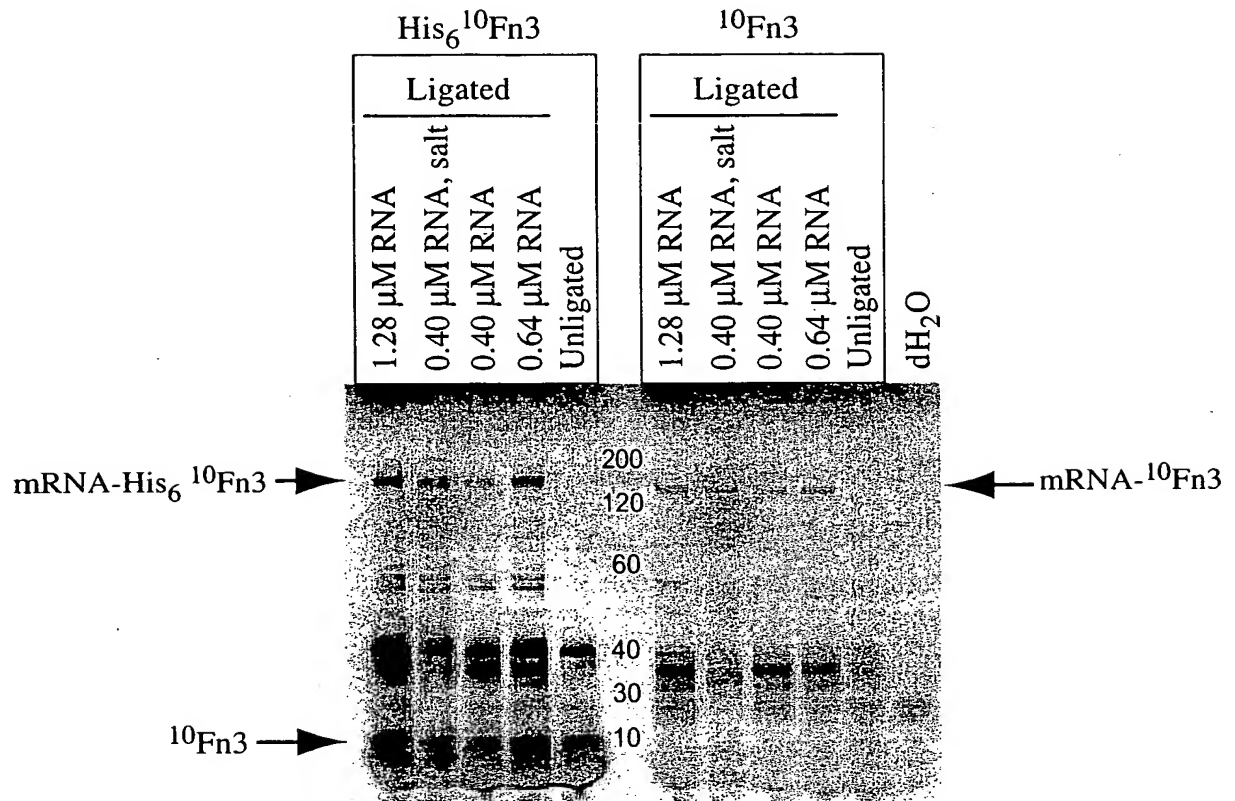 His₆¹⁰Fn3
Ligated
1.28 µM RNA
0.40 µM RNA, salt
0.40 µM RNA
0.64 µM RNA
Unligated
¹⁰Fn3
Ligated
1.28 µM RNA
0.40 µM RNA, salt
0.40 µM RNA
0.64 µM RNA
Unligated
dH₂O
mRNA-His₆ ¹⁰Fn3
200
120
mRNA-¹⁰Fn3
60
40
30
¹⁰Fn3
10